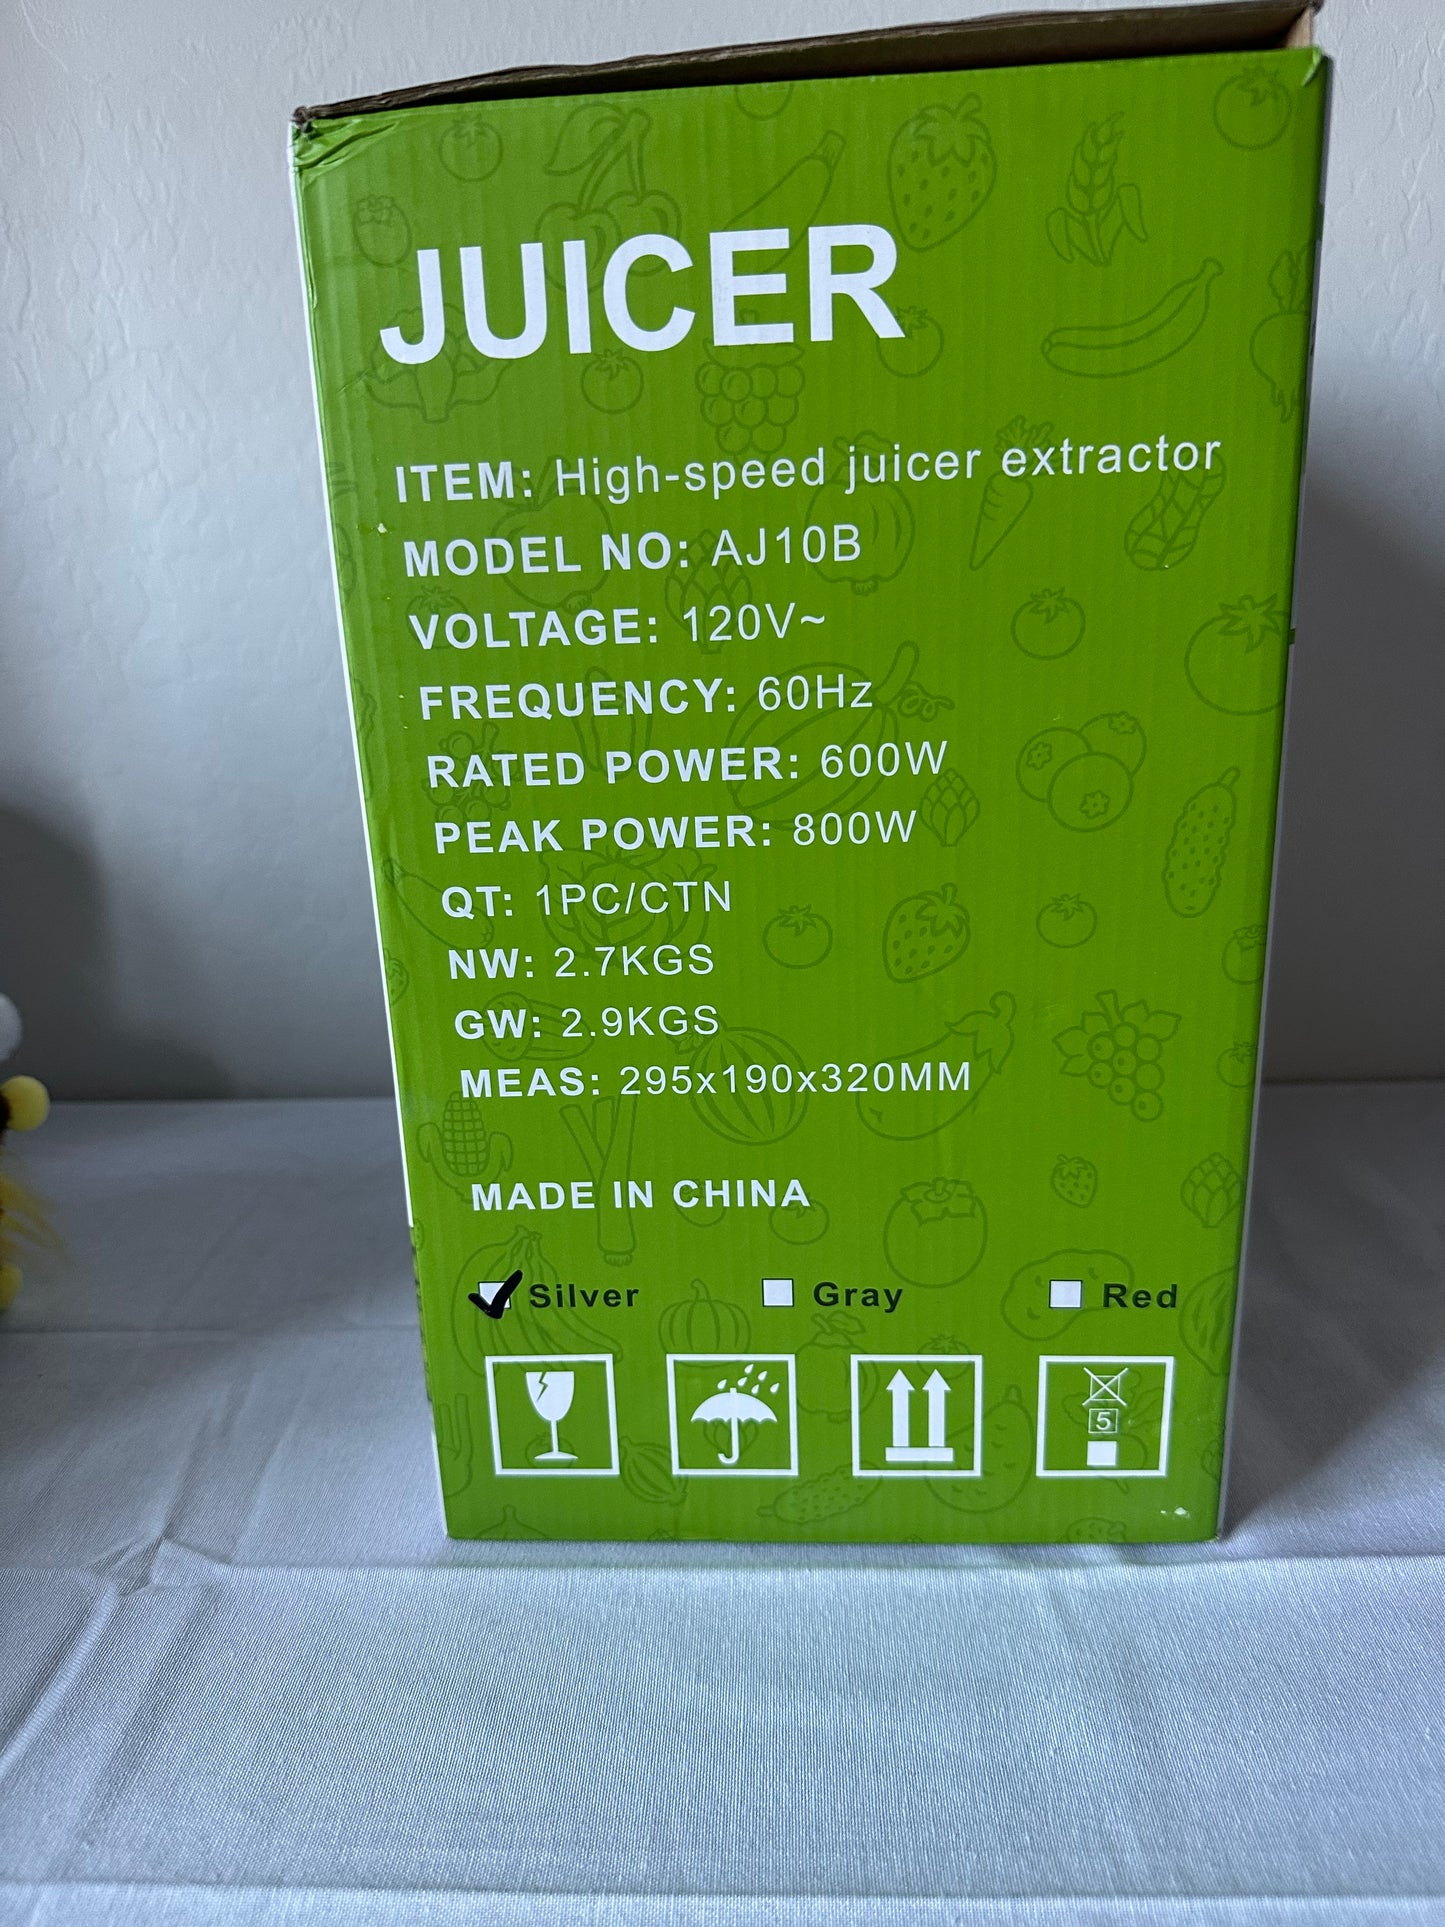 JUICER
ITEM: High-speed juicer extractor
MODEL NO: AJ10B
VOLTAGE: 120V~
FREQUENCY: 60Hz
RATED POWER: 600W
PEAK POWER: 800W
QT: 1PC/CTN
NW: 2.7KGS
GW: 2.9KGS
MEAS: 295x190x320MM
MADE IN CHINA
Silver Gray Red
5